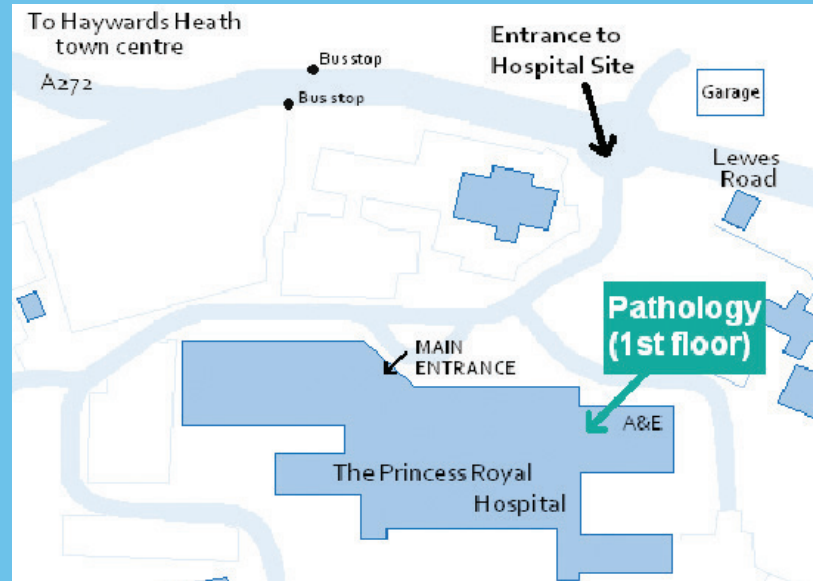 To Haywards Heath
town centre
A272
Bus stop
Bus stop
Entrance to
Hospital Site
Garage
Lewes
Road
Pathology
(1st floor)
MAIN
ENTRANCE
A&E
The Princess Royal
Hospital